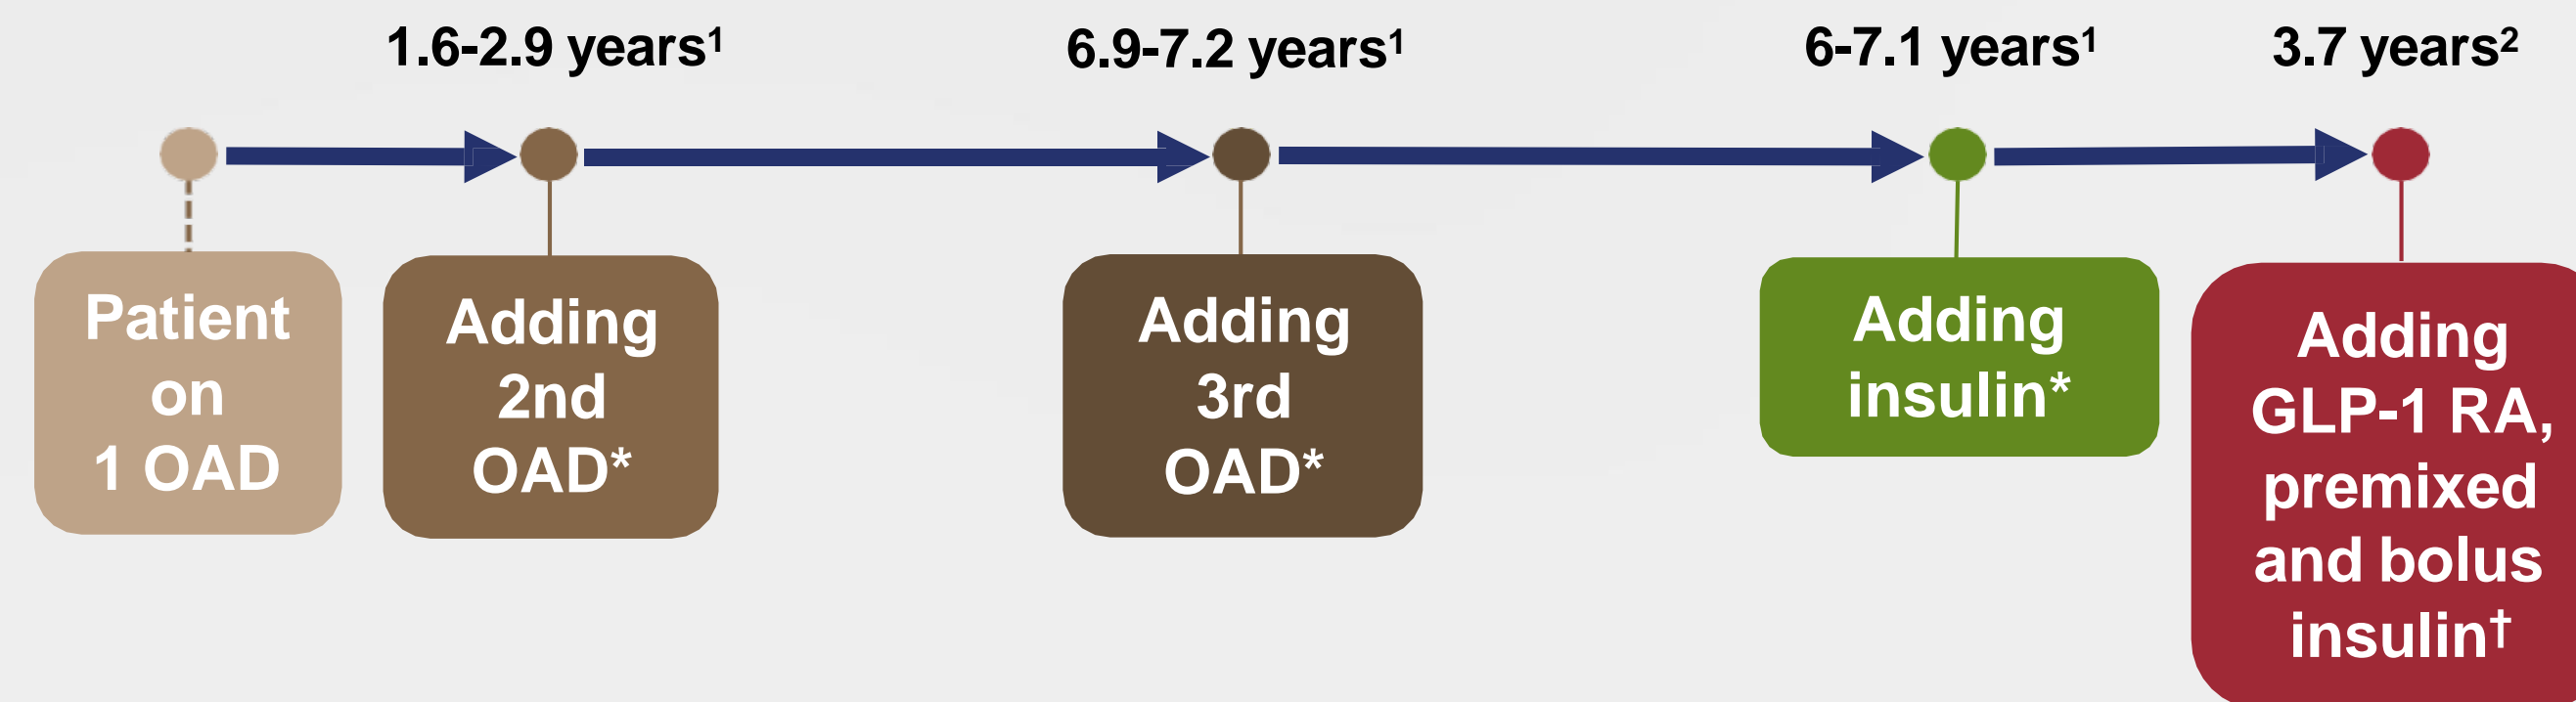 1.6-2.9 years¹
6.9-7.2 years¹
6-7.1 years¹
3.7 years²
Patient
on
1 OAD
Adding
2nd
OAD*
Adding
3rd
OAD*
Adding
insulin*
Adding
GLP-1 RA,
premixed
and bolus
insulin†